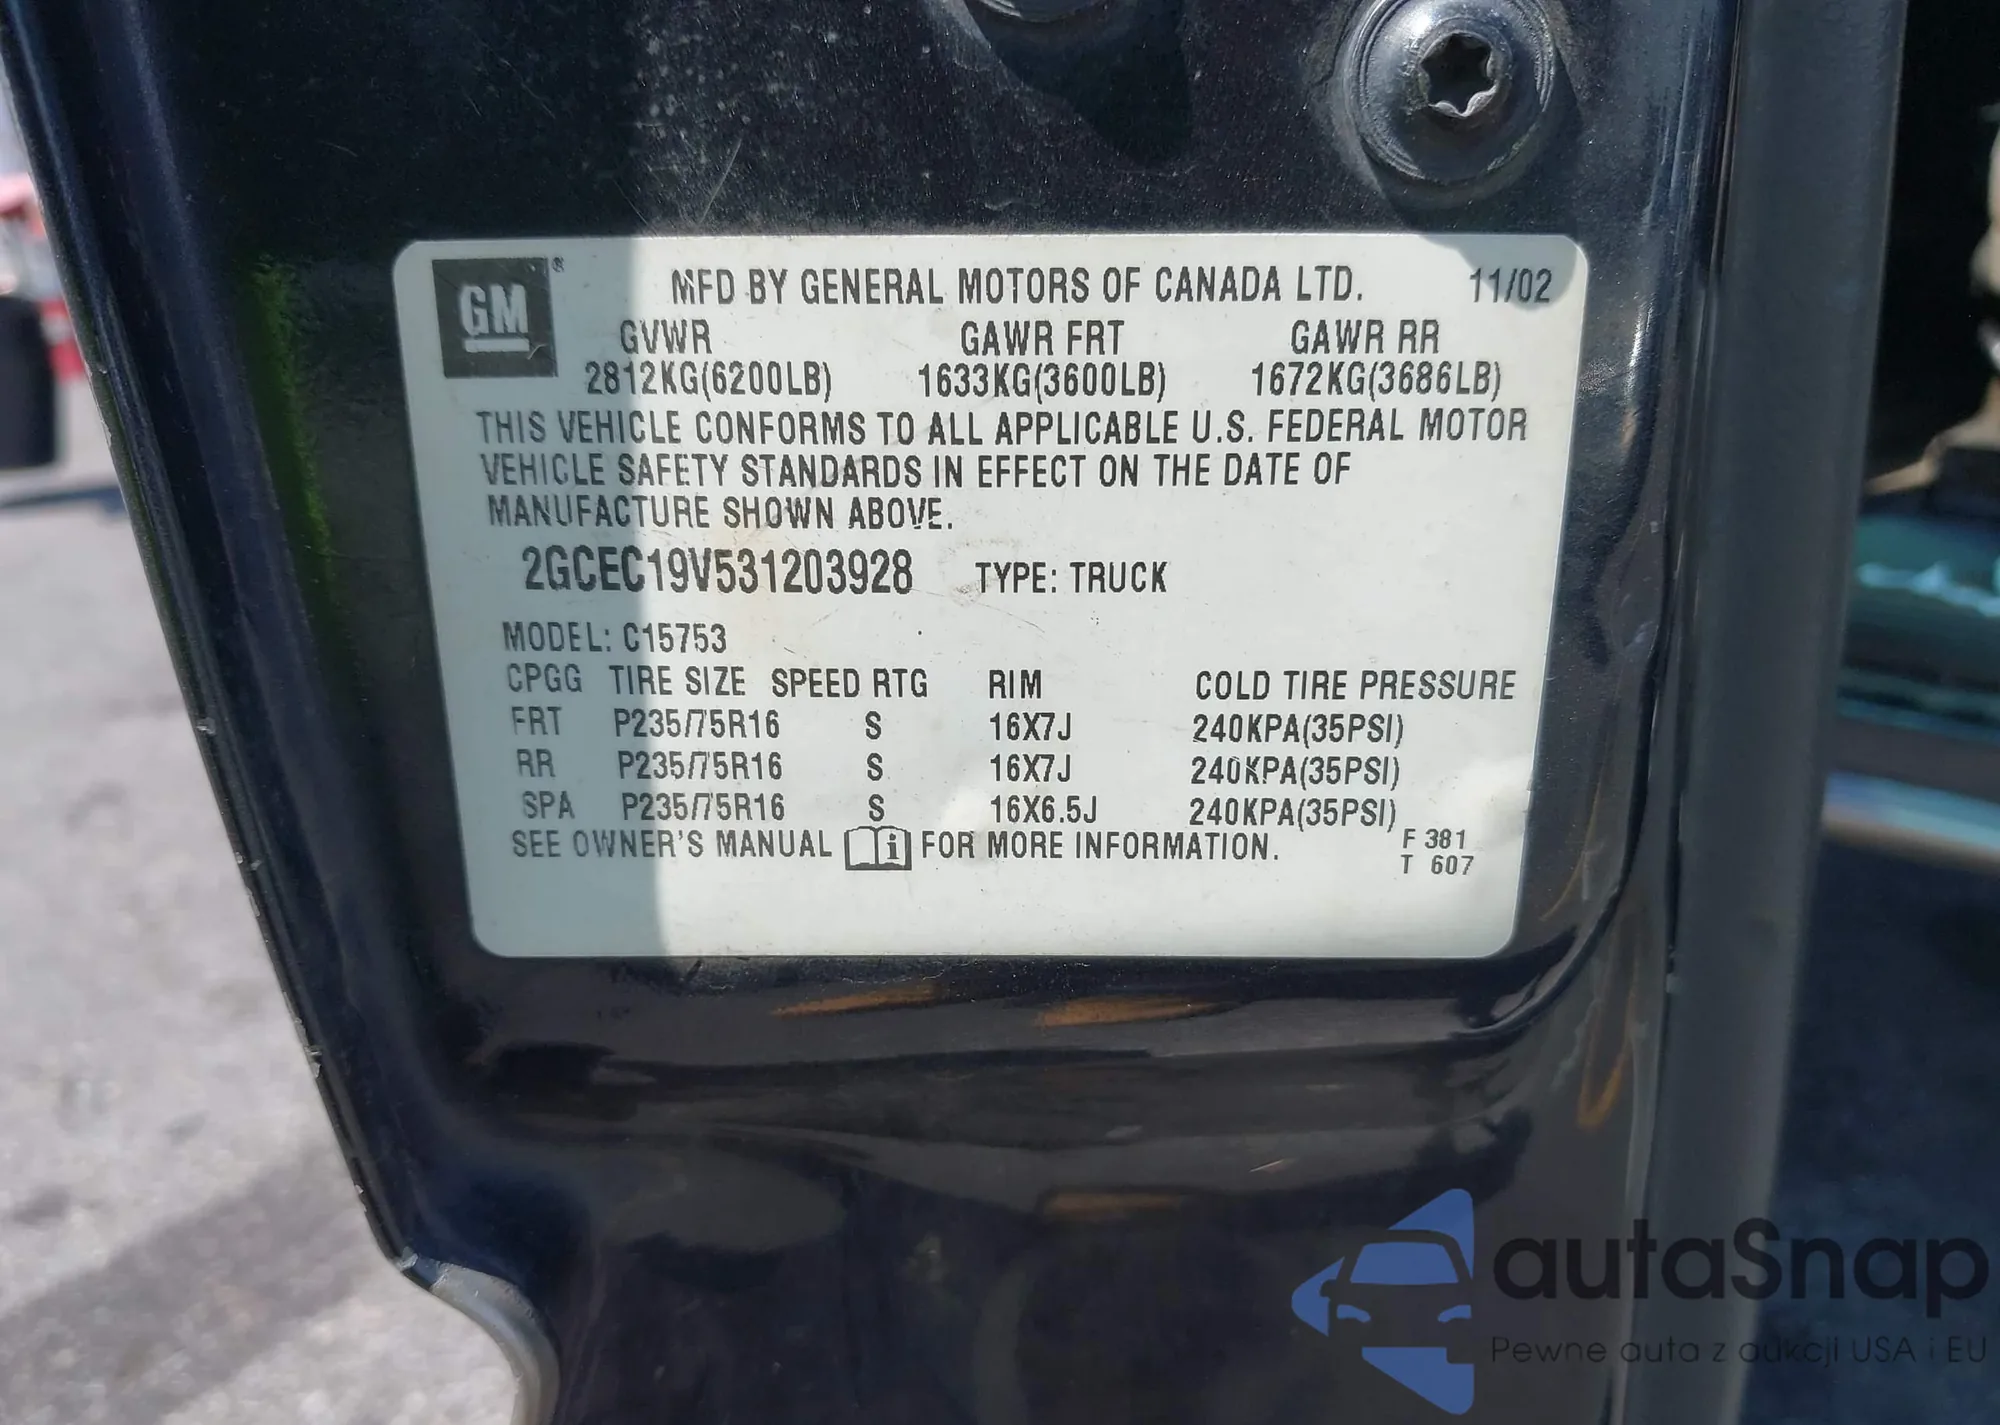 GM ® MFD BY GENERAL MOTORS OF CANADA LTD. 11/02
GVWR GAWR FRT GAWR RR
2812KG(6200LB) 1633KG(3600LB) 1672KG(3686LB)
THIS VEHICLE CONFORMS TO ALL APPLICABLE U.S. FEDERAL MOTOR
VEHICLE SAFETY STANDARDS IN EFFECT ON THE DATE OF
MANUFACTURE SHOWN ABOVE.
2GCEC19V531203928 TYPE: TRUCK
MODEL: C15753
CPGG TIRE SIZE SPEED RTG RIM COLD TIRE PRESSURE
FRT P235/75R16 S 16X7J 240KPA(35PSI)
RR P235/75R16 S 16X7J 240KPA(35PSI)
SPA P235/75R16 S 16X6.5J 240KPA(35PSI)
SEE OWNER'S MANUAL i FOR MORE INFORMATION.
F 381
T 607
autaSnap
Pewne auta z aukcji USA i EU